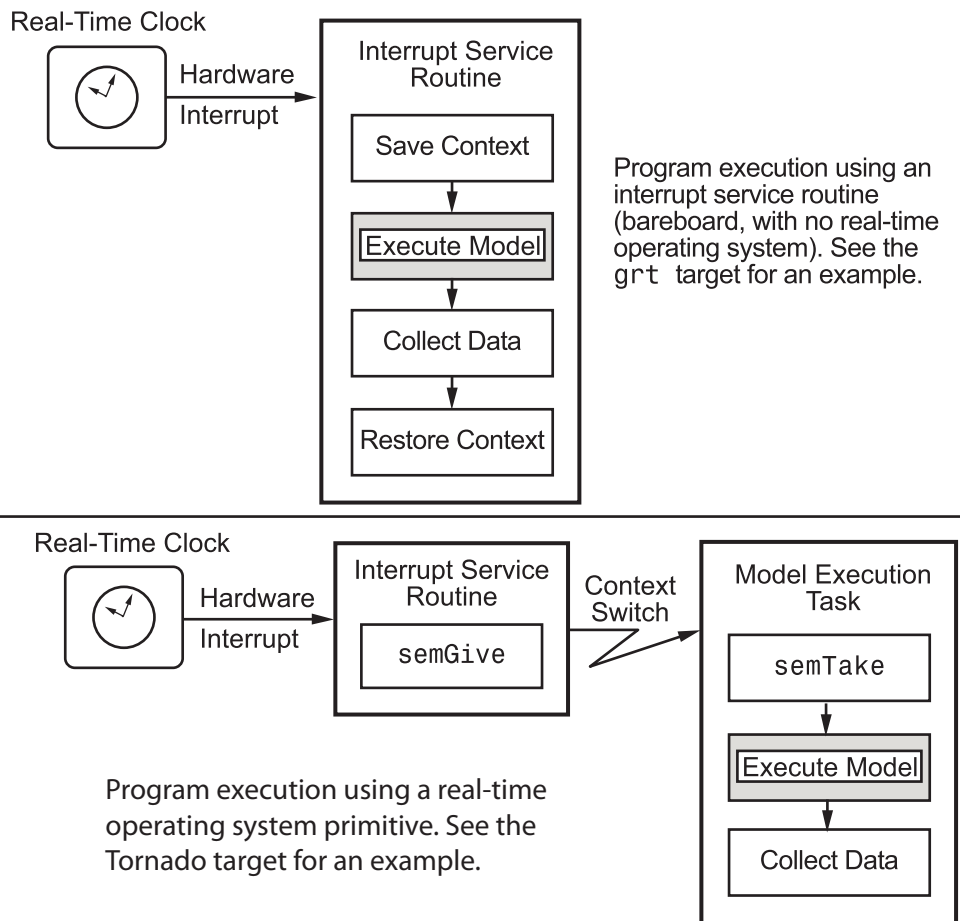 Real-Time Clock
Hardware
Interrupt
Interrupt Service
Routine
Save Context
Execute Model
Collect Data
Restore Context
Program execution using an
interrupt service routine
(bareboard, with no real-time
operating system). See the
grt target for an example.
Real-Time Clock
Hardware
Interrupt
Interrupt Service
Routine
semGive
Context
Switch
Model Execution
Task
semTake
Execute Model
Collect Data
Program execution using a real-time
operating system primitive. See the
Tornado target for an example.